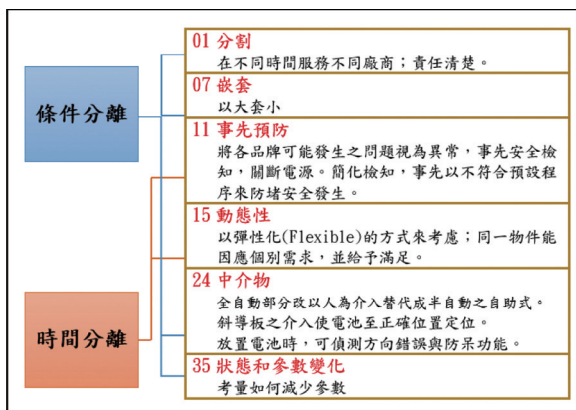 條件分離
時間分離
01 分割
在不同時間服務不同廠商；責任清楚。
07 嵌套
以大套小
11 事先預防
將各品牌可能發生之問題視為異常，事先安全檢
知，關斷電源。簡化檢知，事先以不符合預設程
序來防堵安全發生。
15 動態性
以彈性化(Flexible)的方式來考慮；同一物件能
因應個別需求，並給予滿足。
24 中介物
全自動部分改以人為介入替代成半自動之自助式。
斜導板之介入使電池至正確位置定位。
放置電池時，可偵測方向錯誤與防呆功能。
35 狀態和參數變化
考量如何減少參數